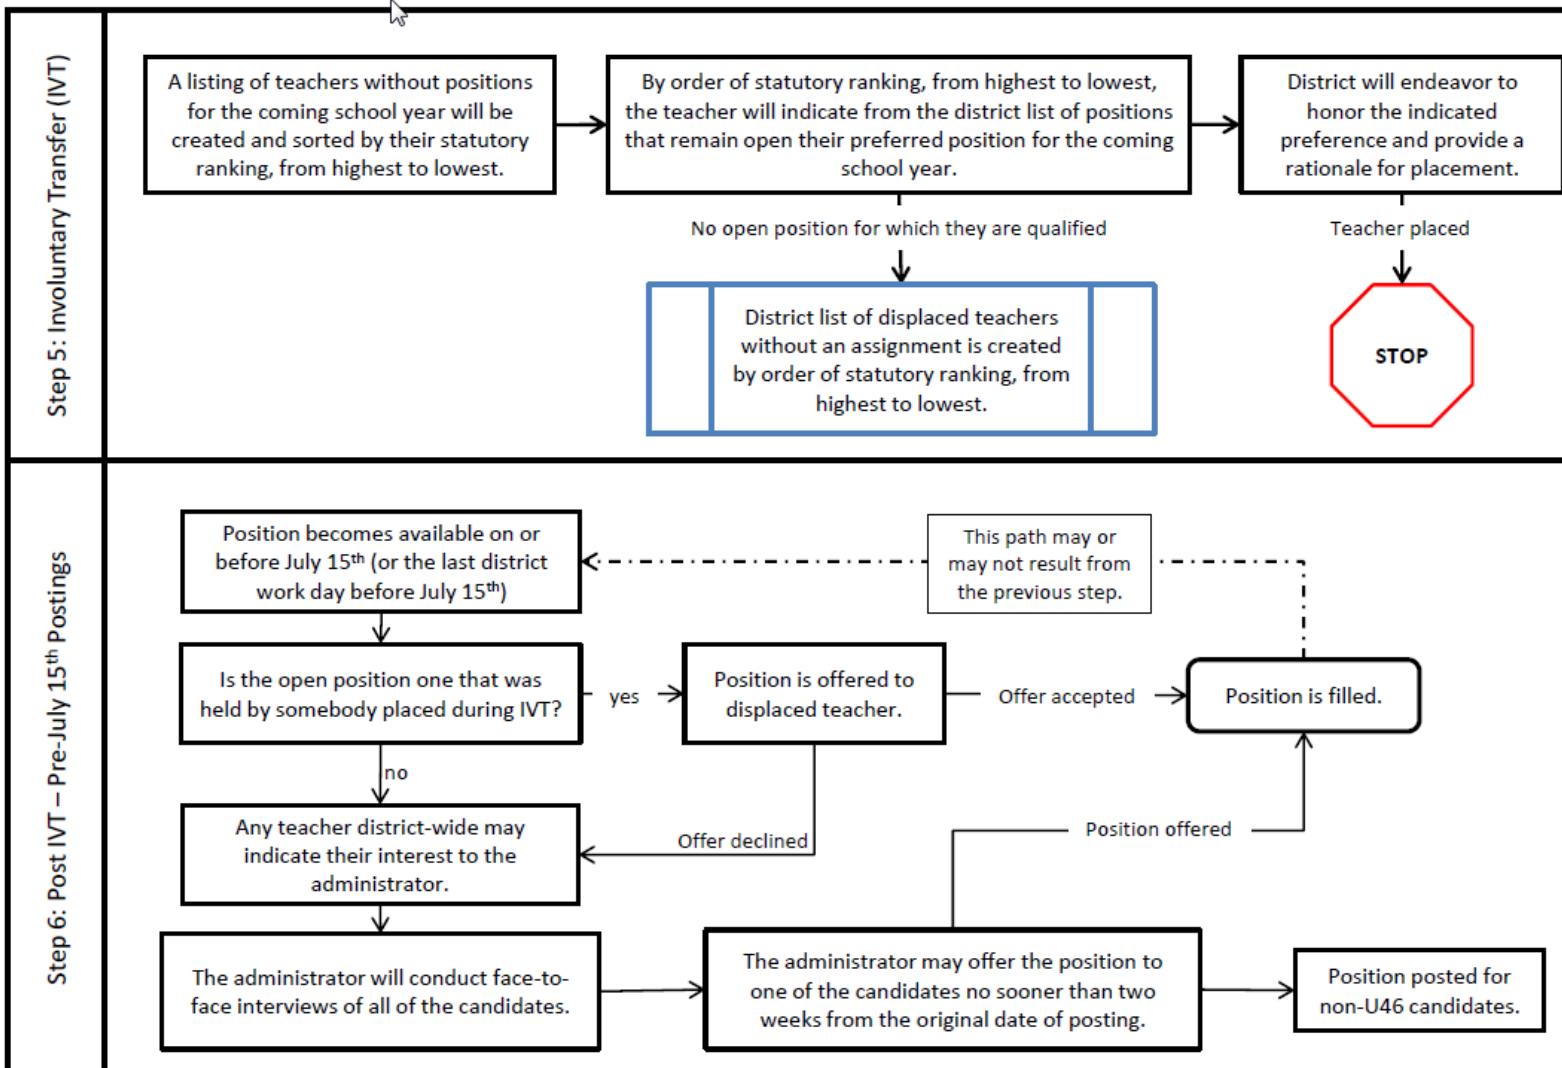 Step 5: Involuntary Transfer (IVT)
A listing of teachers without positions
for the coming school year will be
created and sorted by their statutory
ranking, from highest to lowest.
By order of statutory ranking, from highest to lowest,
the teacher will indicate from the district list of positions
that remain open their preferred position for the coming
school year.
District will endeavor to
honor the indicated
preference and provide a
rationale for placement.
No open position for which they are qualified
Teacher placed
District list of displaced teachers
without an assignment is created
by order of statutory ranking, from
highest to lowest.
STOP
Step 6: Post IVT – Pre-July 15th Postings
Position becomes available on or
before July 15th (or the last district
work day before July 15th)
This path may or
may not result from
the previous step.
Is the open position one that was
held by somebody placed during IVT?
yes
Position is offered to
displaced teacher.
Offer accepted
Position is filled.
no
Any teacher district-wide may
indicate their interest to the
administrator.
Offer declined
Position offered
The administrator will conduct face-to-
face interviews of all of the candidates.
The administrator may offer the position to
one of the candidates no sooner than two
weeks from the original date of posting.
Position posted for
non-U46 candidates.